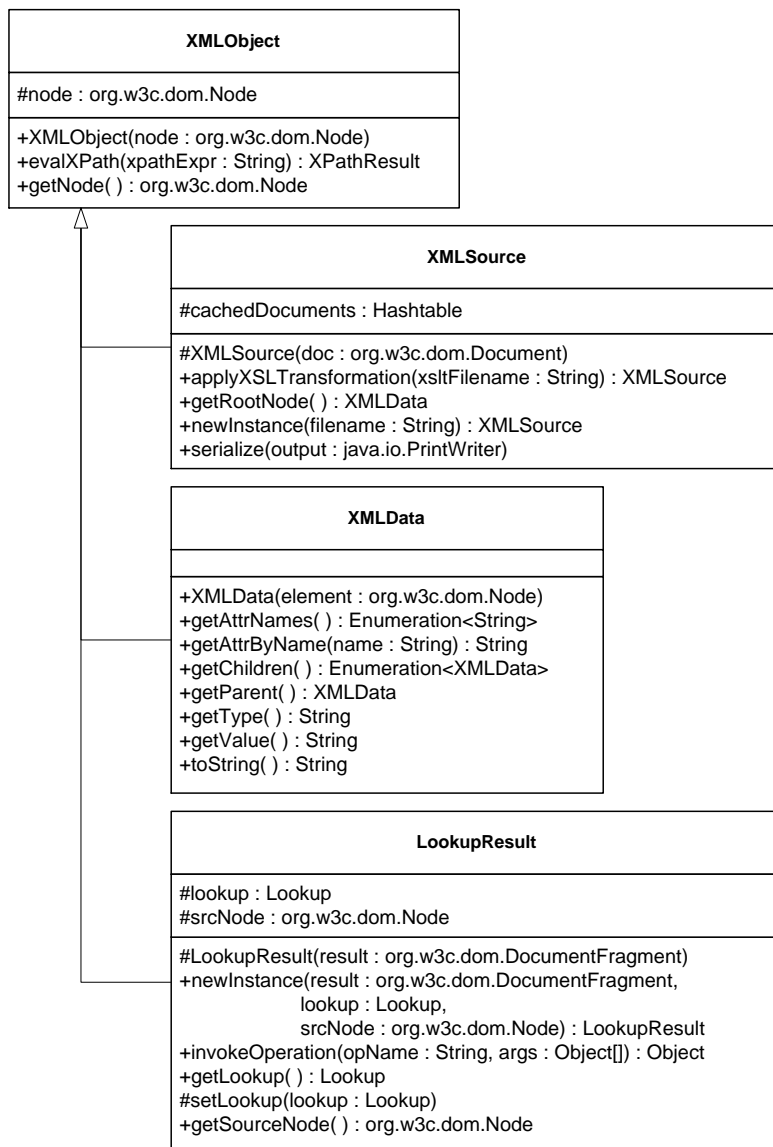 XMLObject
#node : org.w3c.dom.Node
+XMLObject(node : org.w3c.dom.Node)
+evalXPath(xpathExpr : String) : XPathResult
+getNode( ) : org.w3c.dom.Node
XMLSource
#cachedDocuments : Hashtable
#XMLSource(doc : org.w3c.dom.Document)
+applyXSLTransformation(xsltFilename : String) : XMLSource
+getRootNode( ) : XMLData
+newInstance(filename : String) : XMLSource
+serialize(output : java.io.PrintWriter)
XMLData
+XMLData(element : org.w3c.dom.Node)
+getAttrNames( ) : Enumeration<String>
+getAttrByName(name : String) : String
+getChildren( ) : Enumeration<XMLData>
+getParent( ) : XMLData
+getType( ) : String
+getValue( ) : String
+toString( ) : String
LookupResult
#lookup : Lookup
#srcNode : org.w3c.dom.Node
#LookupResult(result : org.w3c.dom.DocumentFragment)
+newInstance(result : org.w3c.dom.DocumentFragment,
lookup : Lookup,
srcNode : org.w3c.dom.Node) : LookupResult
+invokeOperation(opName : String, args : Object[]) : Object
+getLookup( ) : Lookup
#setLookup(lookup : Lookup)
+getSourceNode( ) : org.w3c.dom.Node